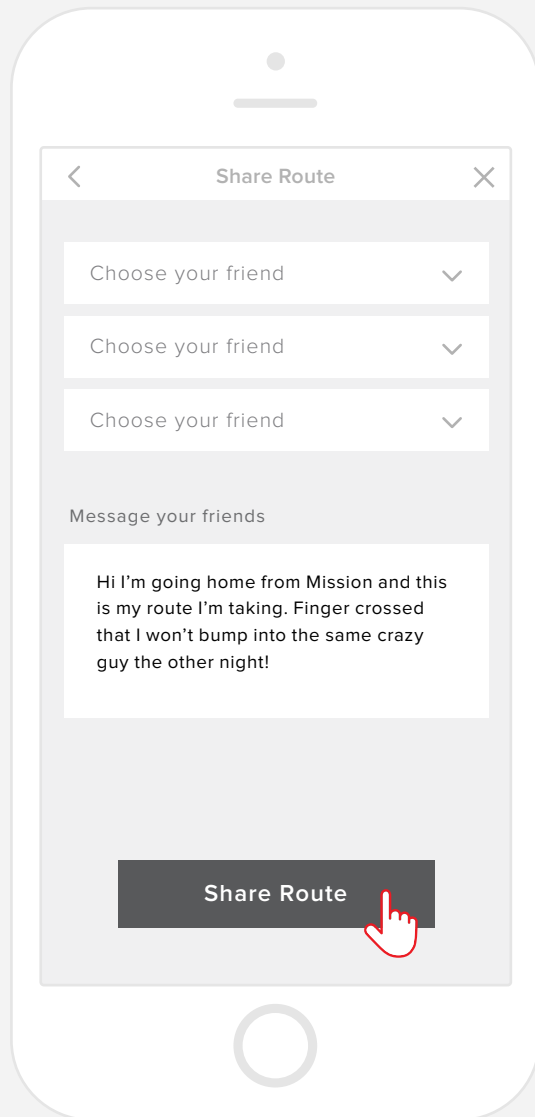 Share Route
Choose your friend
Choose your friend
Choose your friend
Message your friends
Hi I’m going home from Mission and this
is my route I’m taking. Finger crossed
that I won’t bump into the same crazy
guy the other night!
Share Route